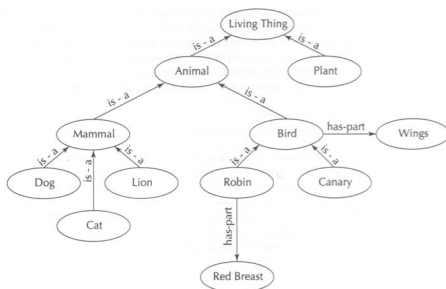 Living Thing
is - a
is - a
Animal
Plant
is - a
is - a
Mammal
Bird
has-part
Wings
is - a
is - a
is - a
is - a
is - a
Dog
Lion
Robin
Canary
Cat
has-part
Red Breast